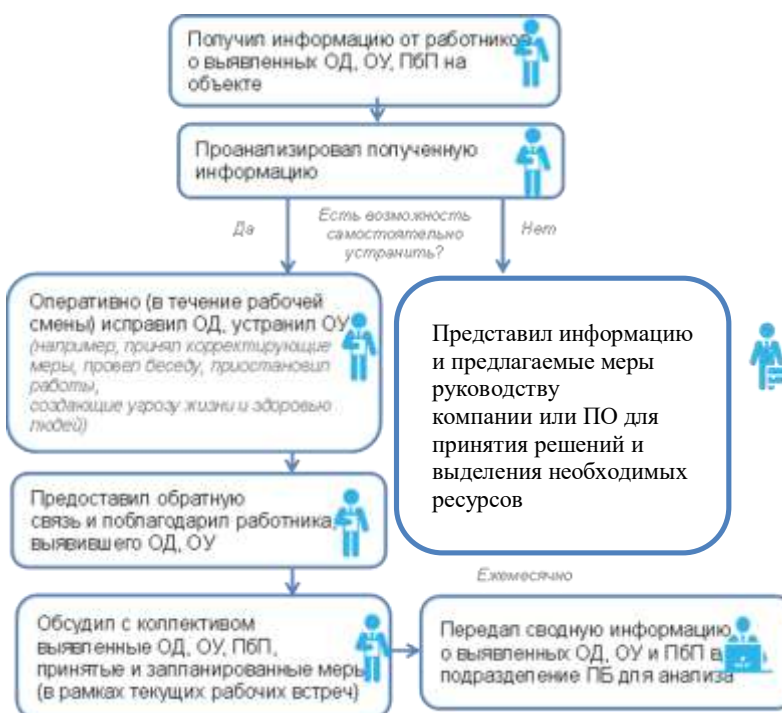 Получил информацию от работников
о выявленных ОД, ОУ, ПбП на
объекте
Проанализировал полученную
информацию
Да
Есть возможность
самостоятельно
устранить?
Нет
Оперативно (в течение рабочей
смены) исправил ОД, устранил ОУ
(например, принял корректирующие
меры, провел беседу, приостановил
работы,
создающие угрозу жизни и здоровью
людей)
Представил информацию
и предлагаемые меры
руководству
компании или ПО для
принятия решений и
выделения необходимых
ресурсов
Предоставил обратную
связь и поблагодарил работника,
выявившего ОД, ОУ
Ежемесячно
Обсудил с коллективом
выявленные ОД, ОУ, ПбП,
принятые и запланированные меры
(в рамках текущих рабочих встреч)
Передал сводную информацию
о выявленных ОД, ОУ и ПбП в
подразделение ПБ для анализа